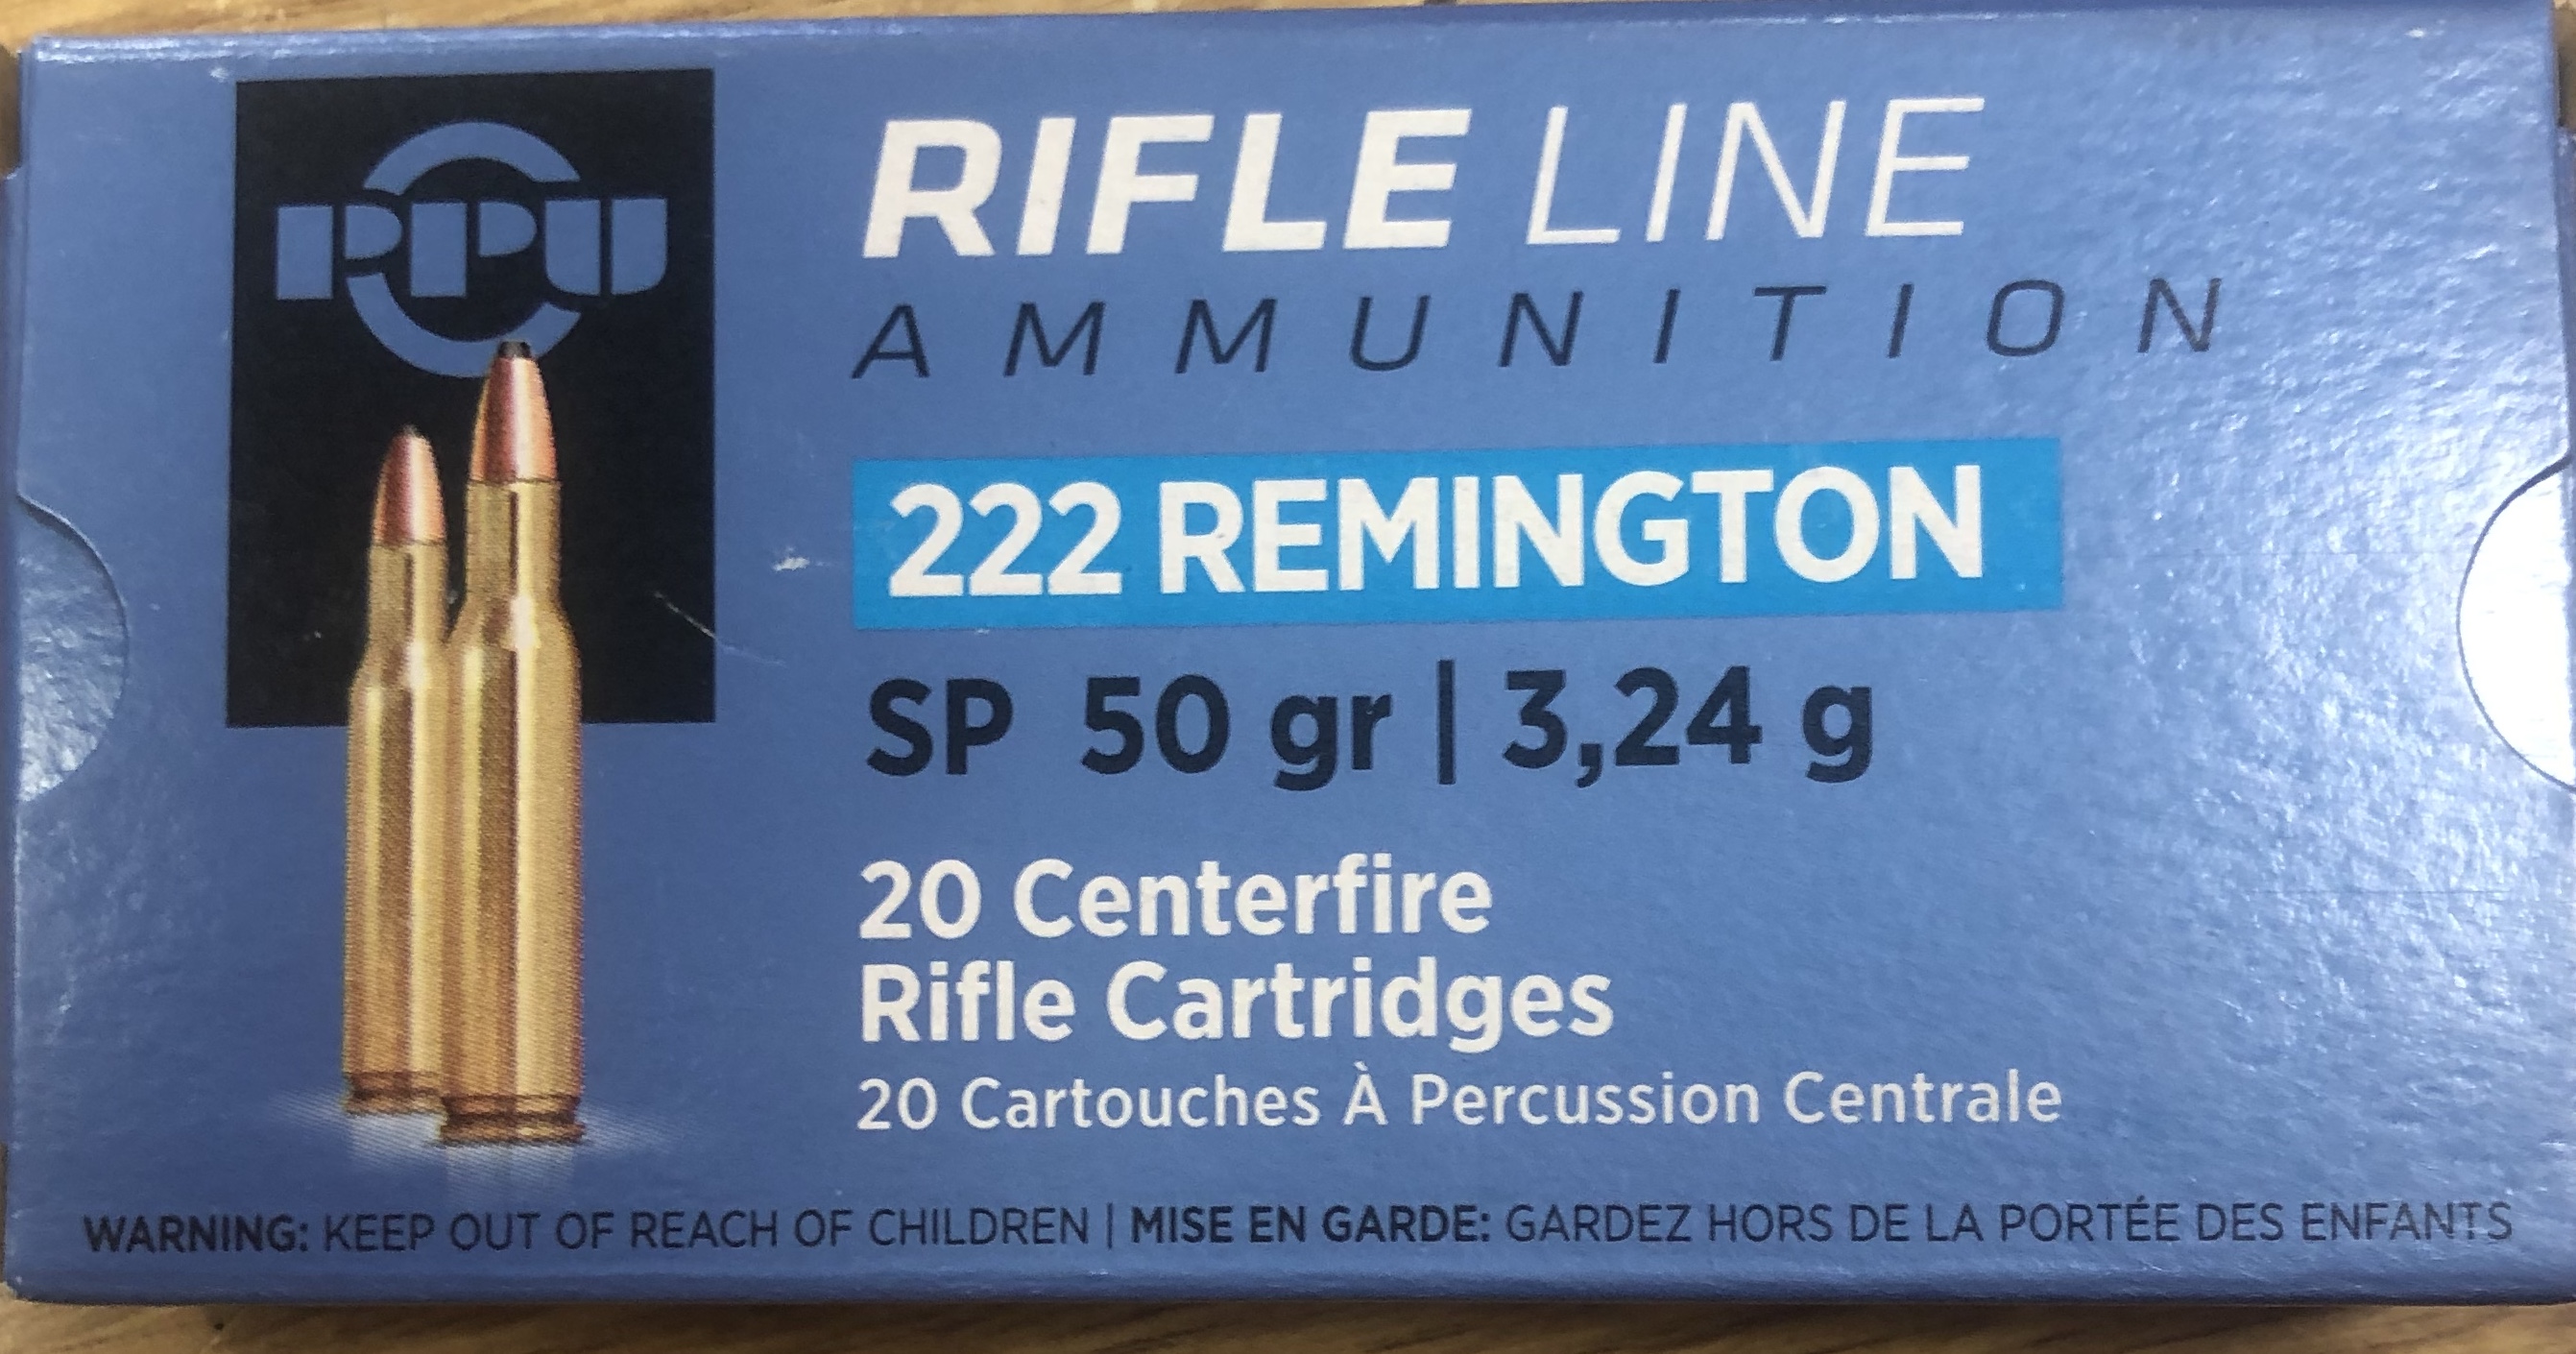 PPU
RIFLE LINE
AMMUNITION
222 REMINGTON
SP 50 gr | 3,24 g
20 Centerfire
Rifle Cartridges
20 Cartouches À Percussion Centrale
WARNING: KEEP OUT OF REACH OF CHILDREN | MISE EN GARDE: GARDEZ HORS DE LA PORTÉE DES ENFANTS